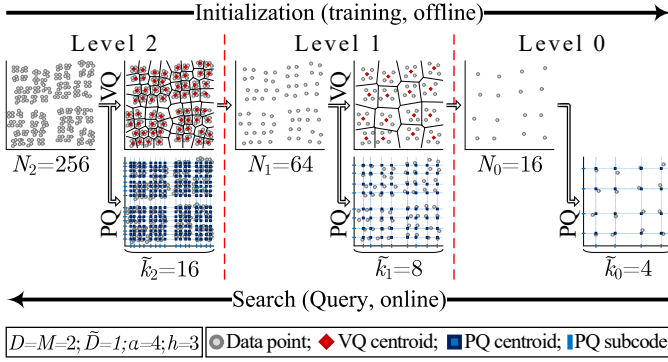 Initialization (training, offline)
Level 2 Level 1 Level 0
VQ VQ
N₂=256 N₁=64 N₀=16
PQ PQ PQ
k̃₂=16 k̃₁=8 k̃₀=4
Search (Query, online)
D=M=2; D̃=1; a=4; h=3 Data point; VQ centroid; PQ centroid; PQ subcode